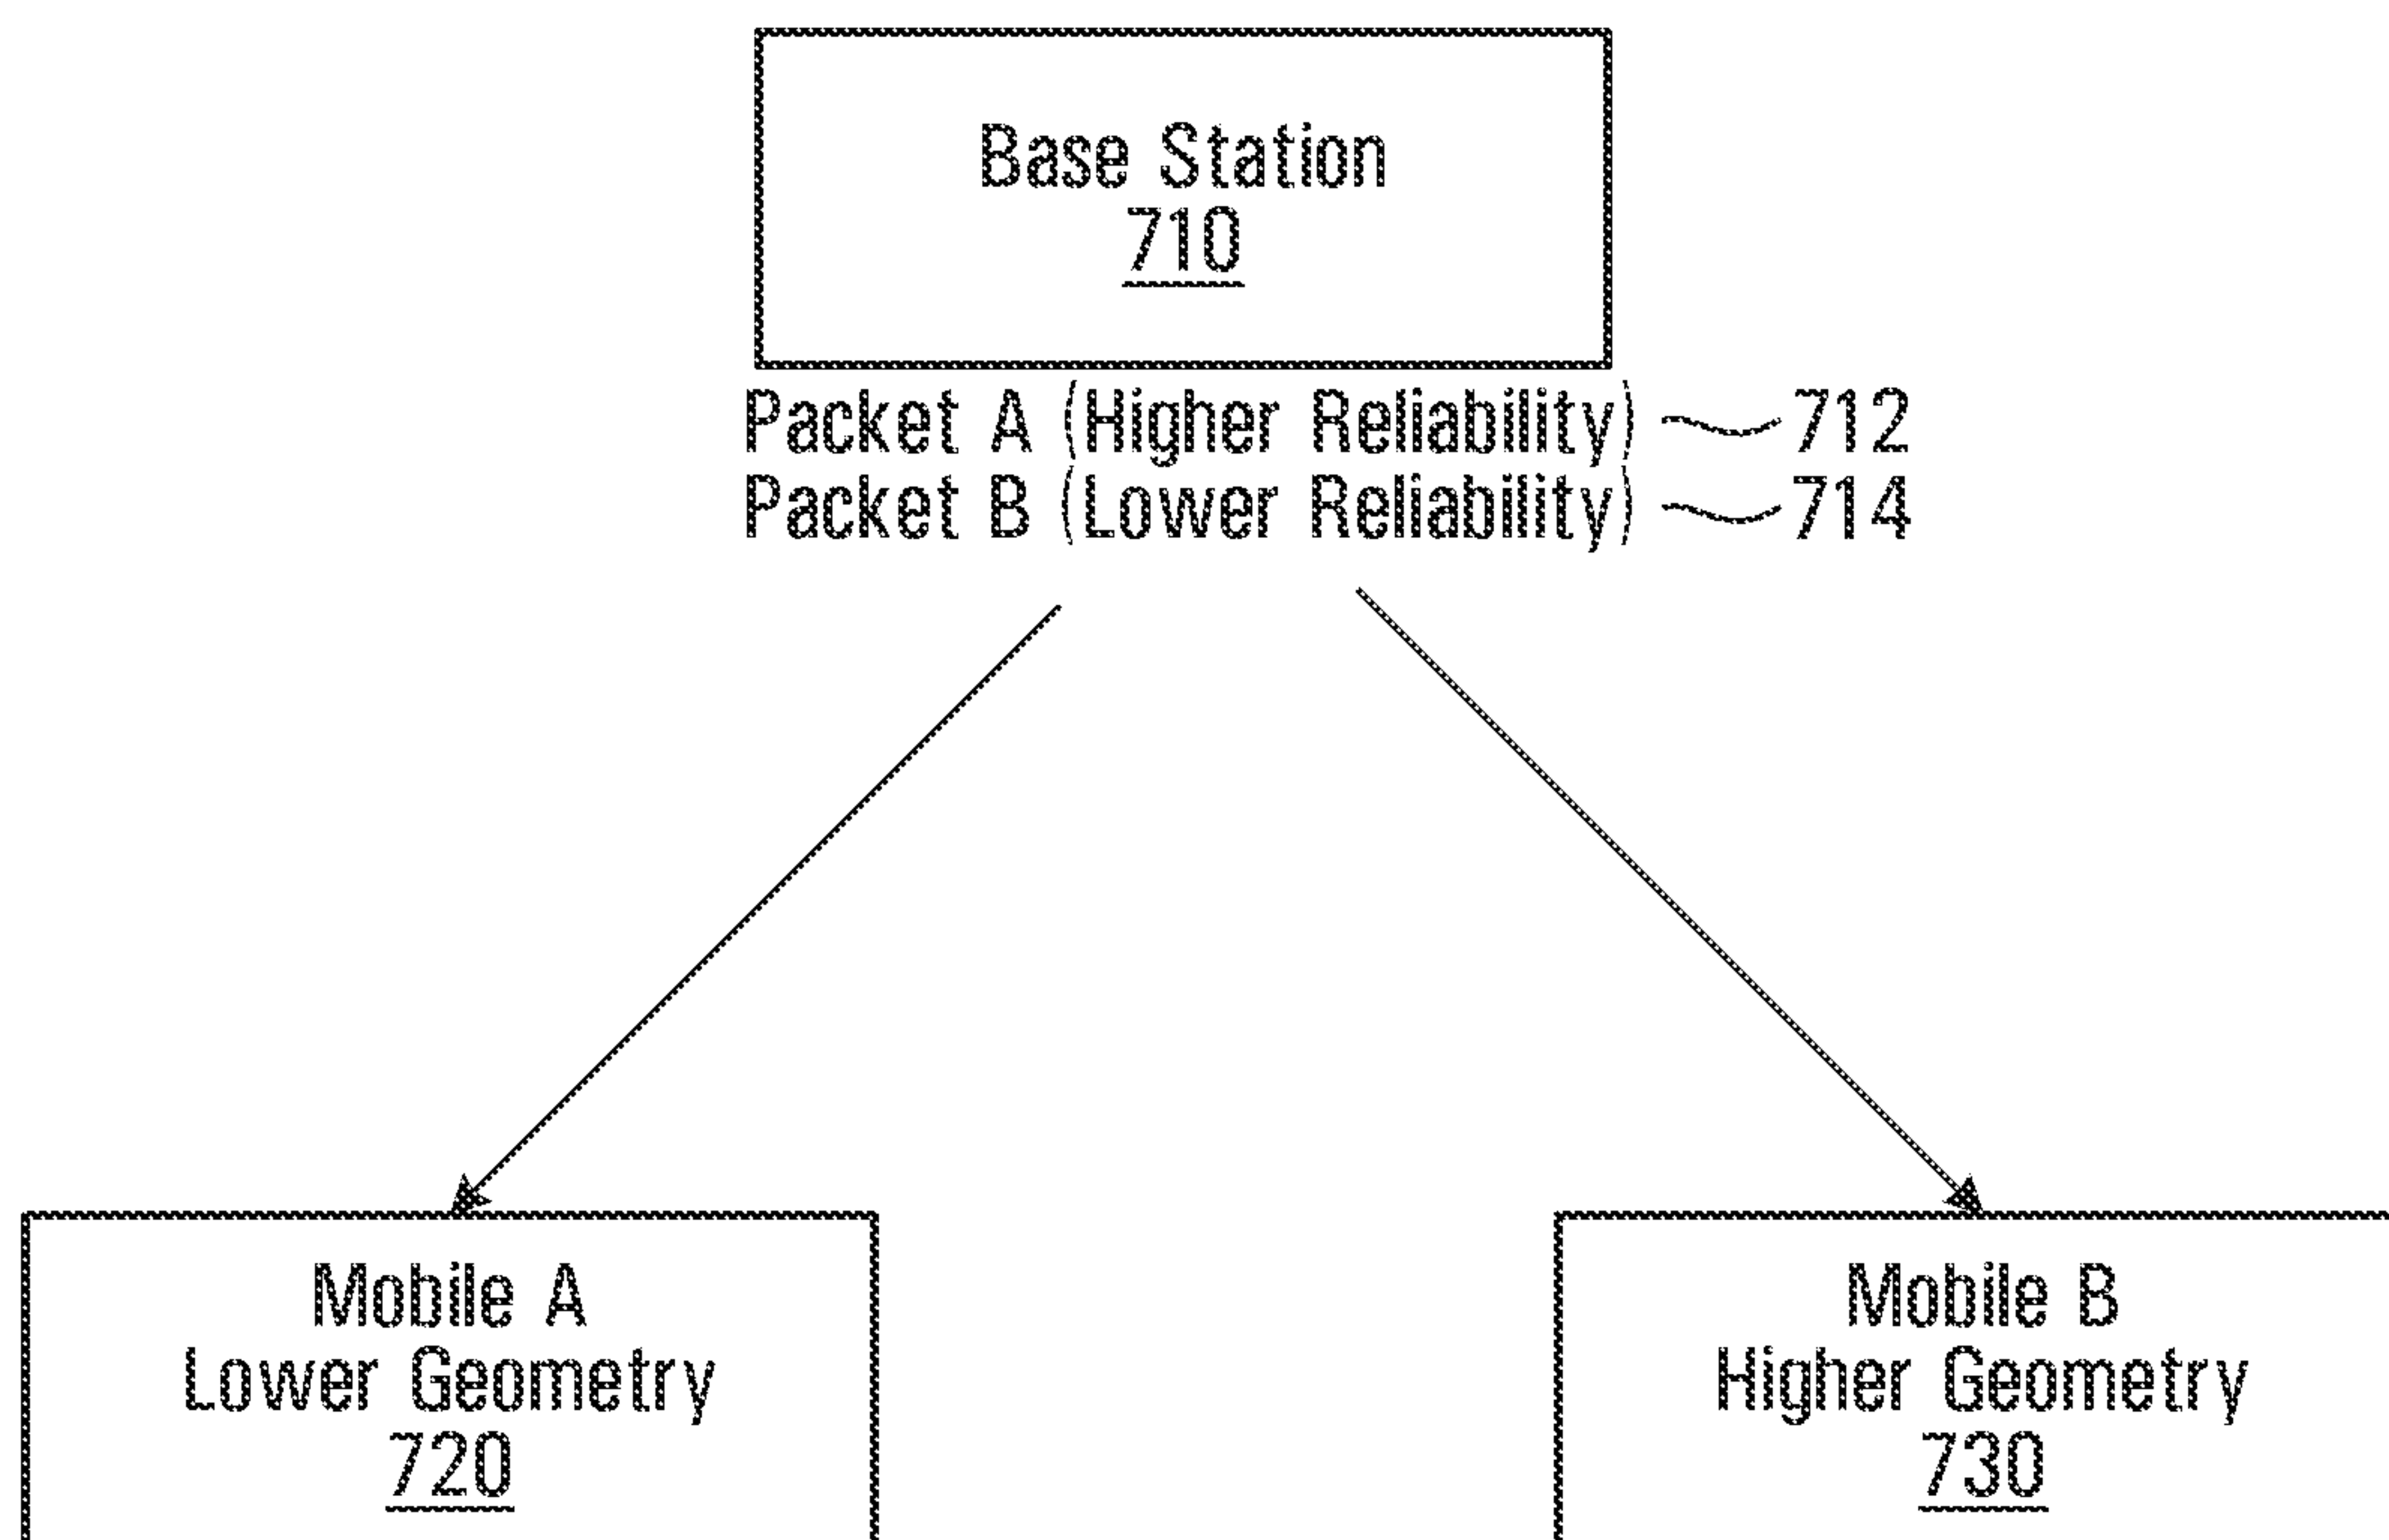 Base Station
710
Packet A (Higher Reliability) 712
Packet B (Lower Reliability) 714
Mobile A
Lower Geometry
720
Mobile B
Higher Geometry
730